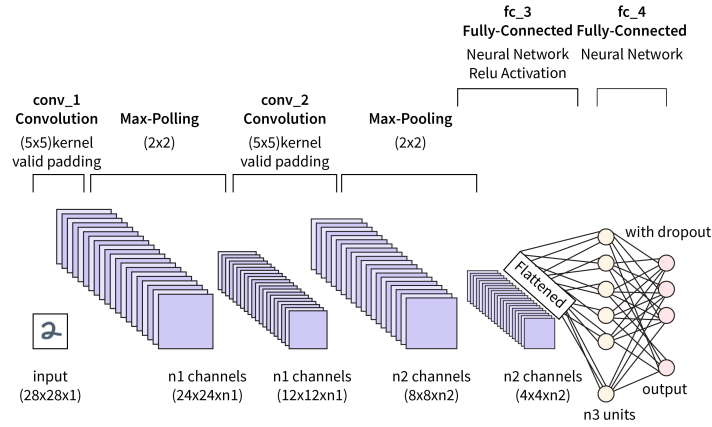 fc_3
Fully-Connected
Neural Network
Relu Activation
fc_4
Fully-Connected
Neural Network
conv_1
Convolution
(5x5)kernel
valid padding
Max-Polling
(2x2)
conv_2
Convolution
(5x5)kernel
valid padding
Max-Pooling
(2x2)
with dropout
Flattened
2
input
(28x28x1)
n1 channels
(24x24xn1)
n1 channels
(12x12xn1)
n2 channels
(8x8xn2)
n2 channels
(4x4xn2)
output
n3 units